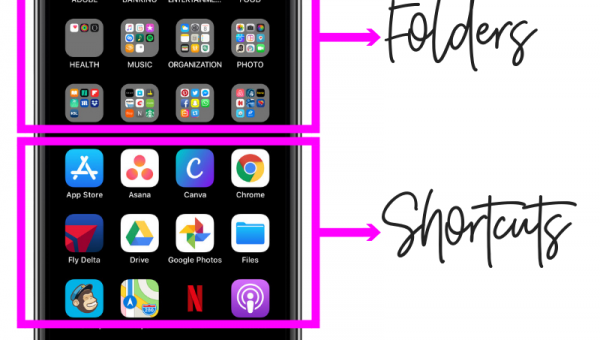 ADOBE BANKING ENTERTAINME... FOOD
Folders
HEALTH MUSIC ORGANIZATION PHOTO
App Store Asana Canva Chrome
Shortcuts
Fly Delta Drive Google Photos Files